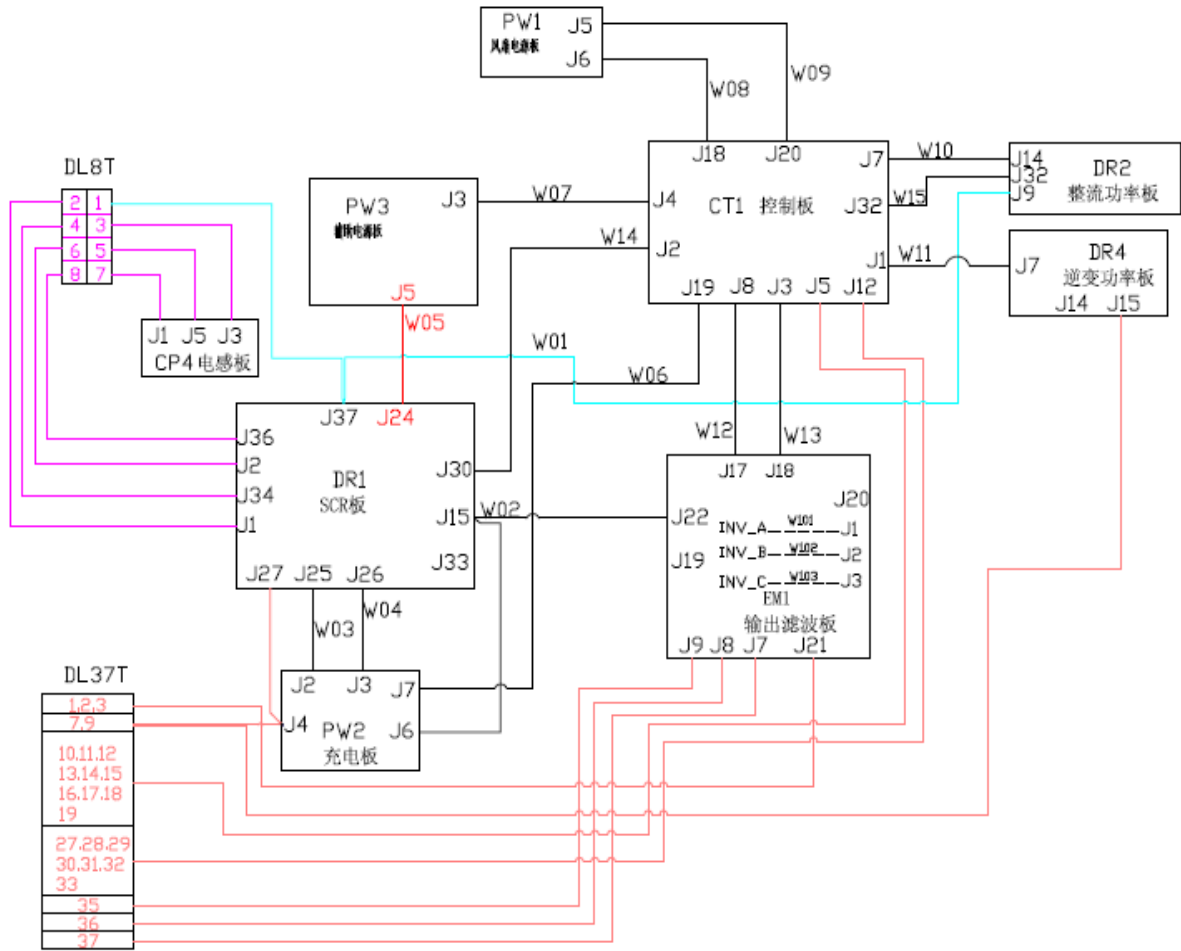 PW1 J5
风扇电源板
J6
W08
W09
DL8T
2 1
4 3
6 5
8 7
J1 J5 J3
CP4 电感板
PW3 J3
辅助电源板
J5
W05
W07
W14
J18 J20
J7
J4 CT1 控制板
J32
J2
J1
J19 J8 J3 J5 J12
W10
W15
W11
J14 DR2
J32 整流功率板
J9
DR4
J7 逆变功率板
J14 J15
W01
W06
W12
W13
J37 J24
J36
J2
J30
DR1
SCR板
J34
J15
J1
J33
J27 J25 J26
W02
W03
W04
J17 J18
J20
J22
INV_A W101 J1
J19
INV_B W102 J2
INV_C W103 J3
EM1
输出滤波板
J9 J8 J7 J21
J2 J3 J7
J4 PW2 J6
充电板
DL37T
1,2,3
7,9
10,11,12
13,14,15
16,17,18
19
27,28,29
30,31,32
33
35
36
37